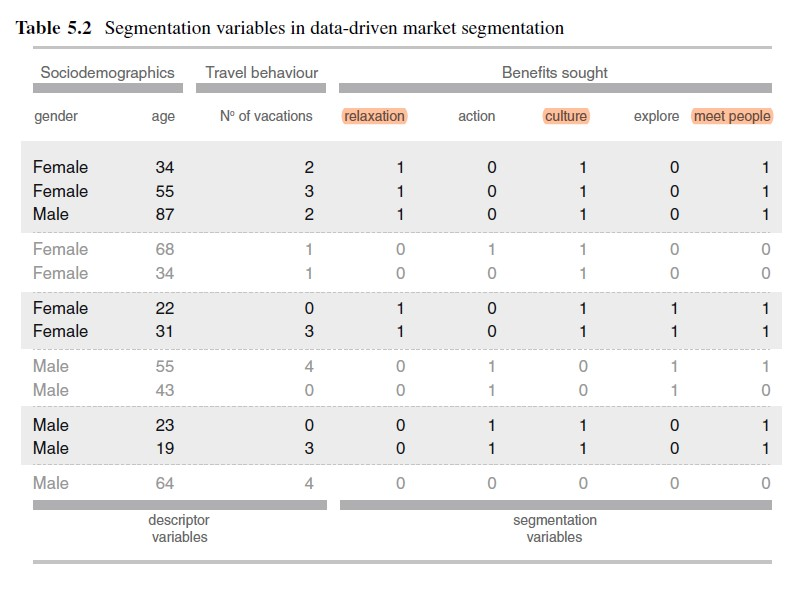 Table 5.2 Segmentation variables in data-driven market segmentation
Sociodemographics Travel behaviour Benefits sought
gender age Nº of vacations relaxation action culture explore meet people
Female 34 2 1 0 1 0 1
Female 55 3 1 0 1 0 1
Male 87 2 1 0 1 0 1
Female 68 1 0 1 1 0 0
Female 34 1 0 0 1 0 0
Female 22 0 1 0 1 1 1
Female 31 3 1 0 1 1 1
Male 55 4 0 1 0 1 1
Male 43 0 0 1 0 1 0
Male 23 0 0 1 1 0 1
Male 19 3 0 1 1 0 1
Male 64 4 0 0 0 0 0
descriptor segmentation
variables variables